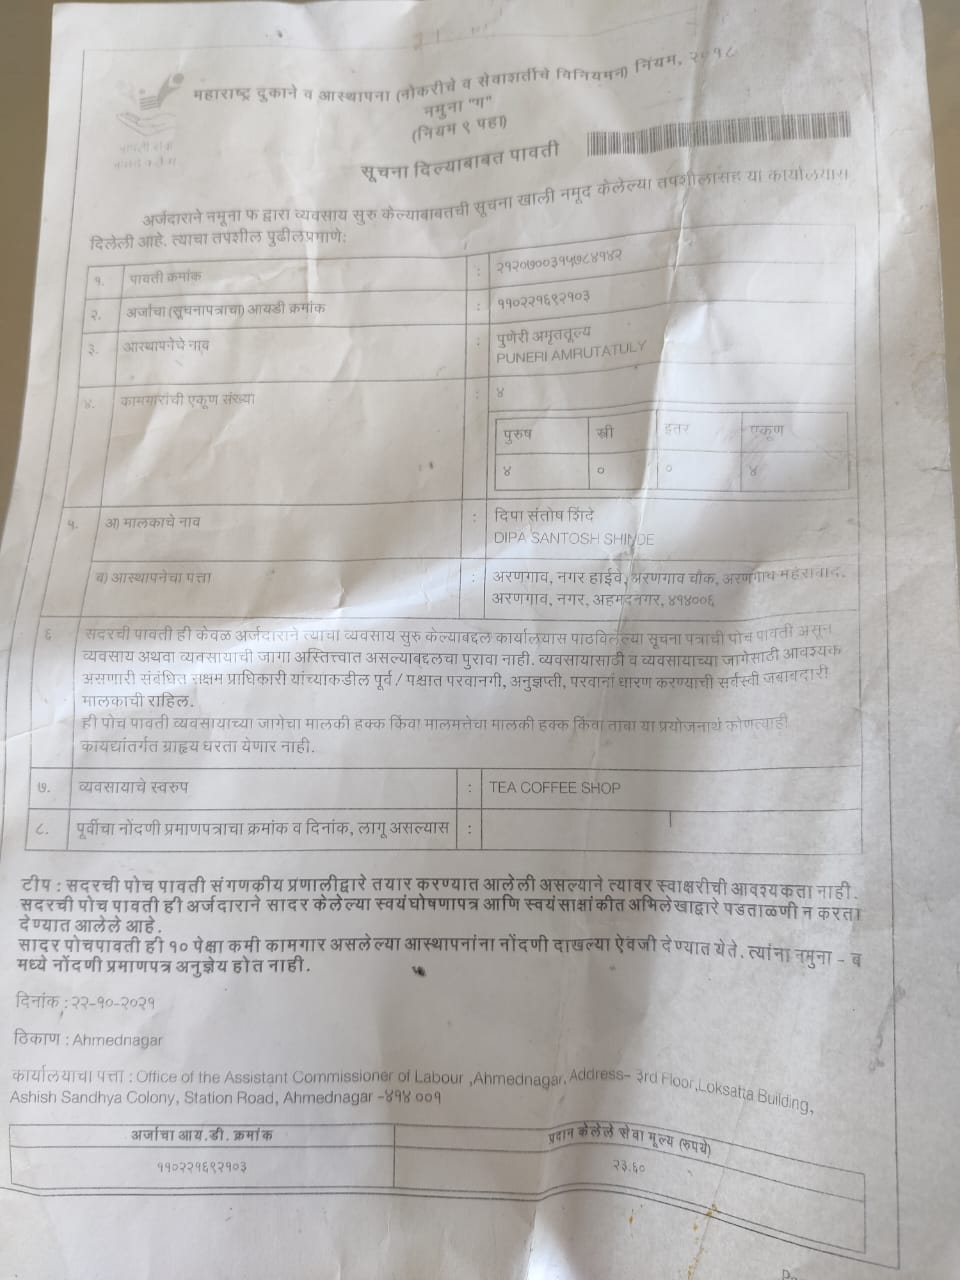 महाराष्ट्र दुकाने व आस्थापना (नोकरीचे व सेवाशर्तीचे विनियमन) नियम, २०१८
नमुना "ग"
(नियम ९ पहा)
सूचना दिल्याबाबत पावती
अर्जदाराने नमूना फ द्वारा व्यवसाय सुरु केल्याबाबतची सूचना खाली नमूद केलेल्या तपशीलासह या कार्यालयास
दिलेली आहे. त्याचा तपशील पुढीलप्रमाणे:
१. पावती क्रमांक : २१२०७००३१५७८४१४२
२. अर्जाचा (सूचनापत्राचा) आयडी क्रमांक : ११०२२१६९२१०३
३. आस्थापनेचे नाव : पुणेरी अमृततूल्य
PUNERI AMRUTATULY
४. कामगारांची एकूण संख्या : ४
पुरुष स्त्री इतर एकूण
४ ० ० ४
५. अ) मालकाचे नाव : दिपा संतोष शिंदे
DIPA SANTOSH SHINDE
ब) आस्थापनेचा पत्ता : अरणगाव, नगर हाईवे, अरणगाव चौक, अरणगाव मेहेराबाद,
अरणगाव, नगर, अहमदनगर, ४१४००६
६ सदरची पावती ही केवळ अर्जदाराने त्याचा व्यवसाय सुरु केल्याबद्दल कार्यालयास पाठविलेल्या सूचना पत्राची पोच पावती असून
व्यवसाय अथवा व्यवसायाची जागा अस्तित्वात असल्याबद्दलचा पुरावा नाही. व्यवसायासाठी व व्यवसायाच्या जागेसाठी आवश्यक
असणारी संबंधित सक्षम प्राधिकारी यांच्याकडील पूर्व / पश्चात परवानगी, अनुज्ञप्ती, परवाना धारण करण्याची सर्वस्वी जबाबदारी
मालकाची राहिल.
ही पोच पावती व्यवसायाच्या जागेचा मालकी हक्क किंवा मालमत्तेचा मालकी हक्क किंवा ताबा या प्रयोजनार्थ कोणत्याही
कायद्यांतर्गत ग्राहय धरता येणार नाही.
७. व्यवसायाचे स्वरुप : TEA COFFEE SHOP
८. पूर्वीचा नोंदणी प्रमाणपत्राचा क्रमांक व दिनांक, लागू असल्यास :
टीप : सदरची पोच पावती संगणकीय प्रणालीद्वारे तयार करण्यात आलेली असल्याने त्यावर स्वाक्षरीची आवश्यकता नाही.
सदरची पोच पावती ही अर्जदाराने सादर केलेल्या स्वयंघोषणापत्र आणि स्वयंसाक्षांकीत अभिलेखाद्वारे पडताळणी न करता
देण्यात आलेले आहे.
सादर पोचपावती ही १० पेक्षा कमी कामगार असलेल्या आस्थापनांना नोंदणी दाखल्या ऐवजी देण्यात येते. त्यांना नमुना - ब
मध्ये नोंदणी प्रमाणपत्र अनुज्ञेय होत नाही.
दिनांक : २२-१०-२०२१
ठिकाण : Ahmednagar
कार्यालयाचा पत्ता : Office of the Assistant Commissioner of Labour ,Ahmednagar, Address- ३rd Floor,Loksatta Building,
Ashish Sandhya Colony, Station Road, Ahmednagar -४१४ ००१
अर्जाचा आय.डी. क्रमांक प्रदान केलेले सेवा मूल्य (रुपये)
११०२२१६९२१०३ २३.६०